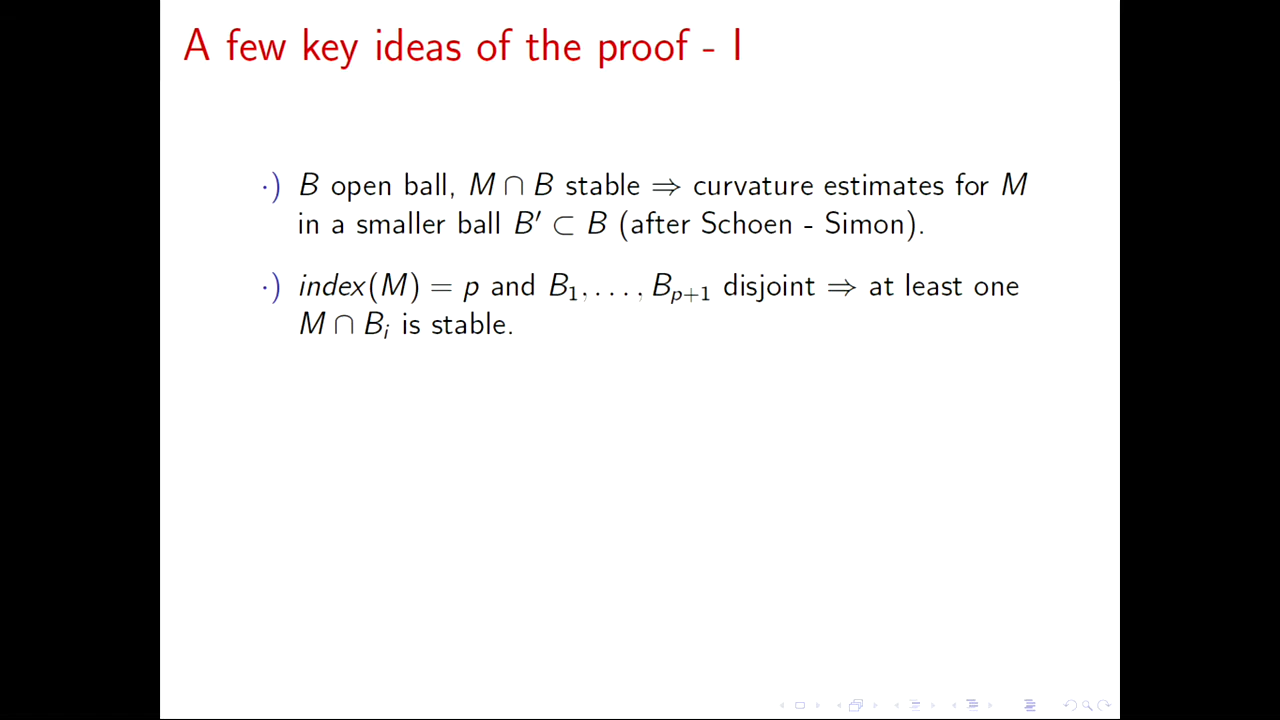 A few key ideas of the proof - I
·) B open ball, M ∩ B stable ⇒ curvature estimates for M
in a smaller ball B′ ⊂ B (after Schoen - Simon).
·) index(M) = p and B₁, . . . , Bₚ₊₁ disjoint ⇒ at least one
M ∩ Bᵢ is stable.